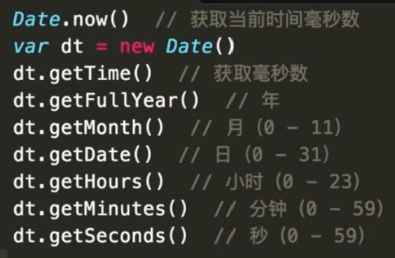 Date.now()  // 获取当前时间毫秒数
var dt = new Date()
dt.getTime()  // 获取毫秒数
dt.getFullYear()  // 年
dt.getMonth()  // 月 (0 - 11)
dt.getDate()  // 日 (0 - 31)
dt.getHours()  // 小时 (0 - 23)
dt.getMinutes()  // 分钟 (0 - 59)
dt.getSeconds()  // 秒 (0 - 59)